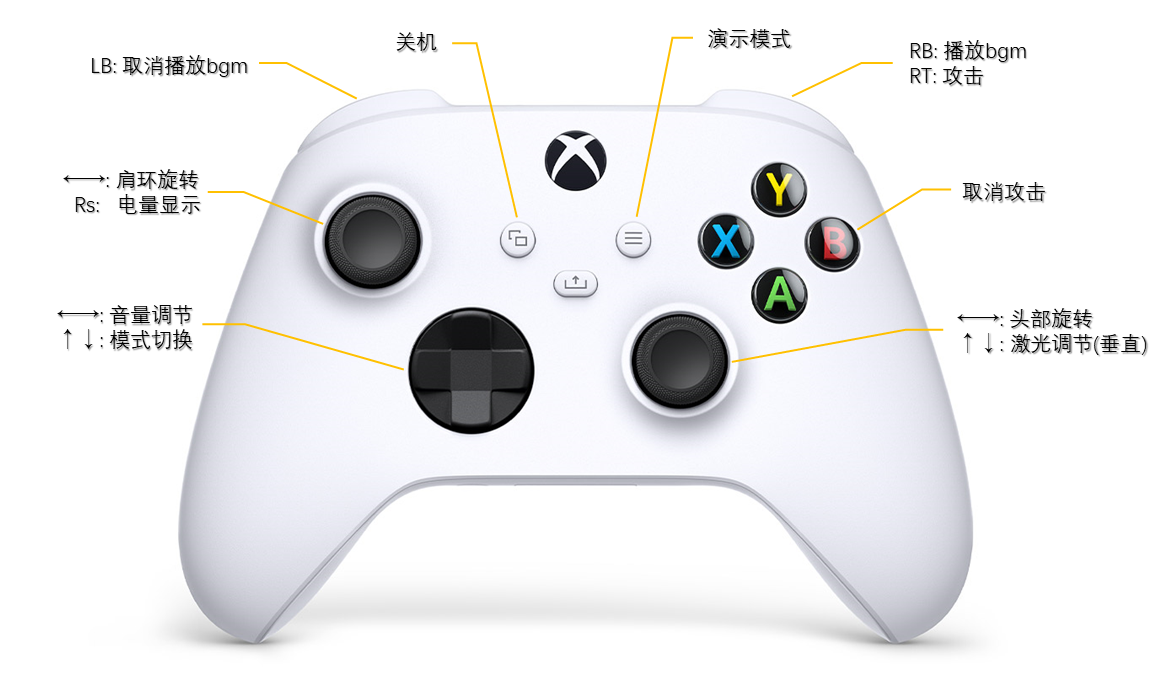 关机
演示模式
LB: 取消播放bgm
RB: 播放bgm
RT: 攻击
←→: 肩环旋转
Rs: 电量显示
取消攻击
Y
X
B
A
←→: 音量调节
↑↓: 模式切换
←→: 头部旋转
↑↓: 激光调节(垂直)